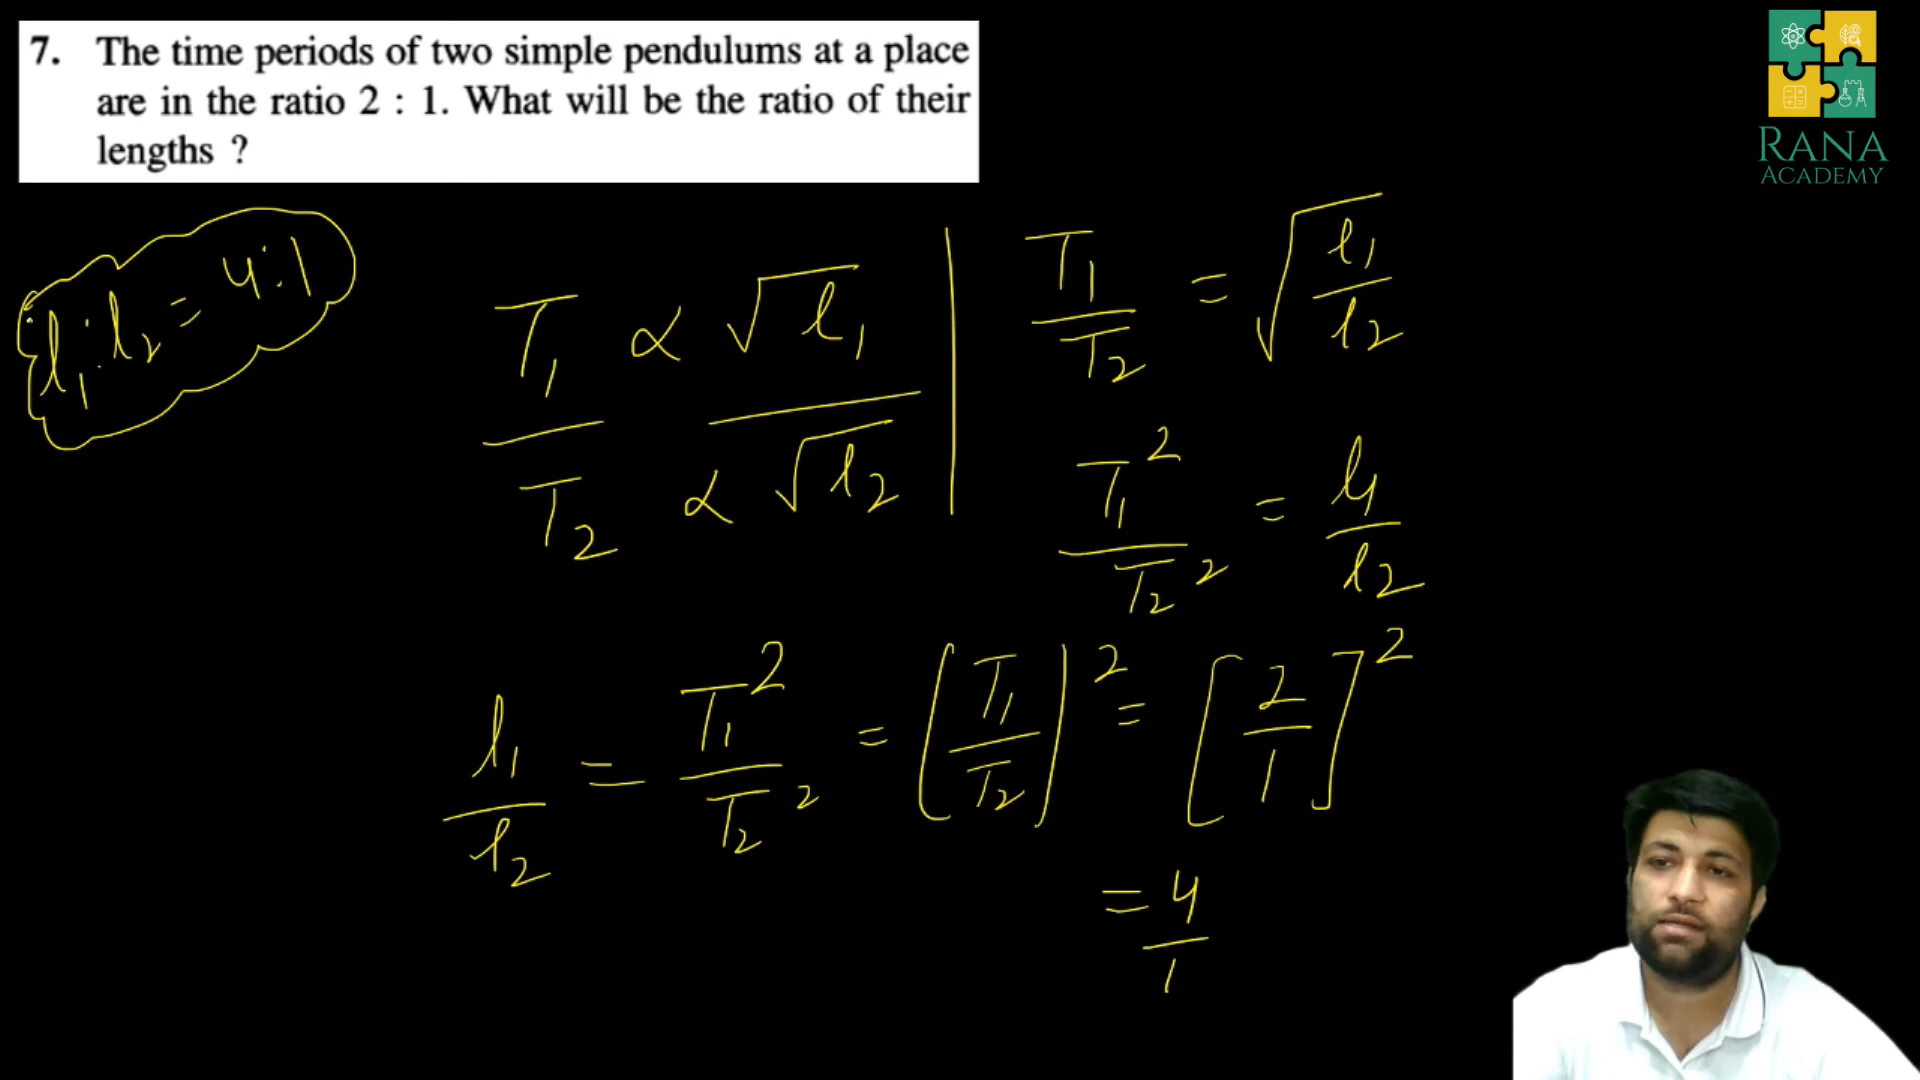 7. The time periods of two simple pendulums at a place
are in the ratio 2 : 1. What will be the ratio of their
lengths ?
RANA
ACADEMY
l₁ : l₂ = 4:1
T₁ ∝ √l₁
T₂ ∝ √l₂
T₁/T₂ = √(l₁/l₂)
T₁²/T₂² = l₁/l₂
l₁/l₂ = T₁²/T₂² = (T₁/T₂)² = [2/1]²
= 4/1